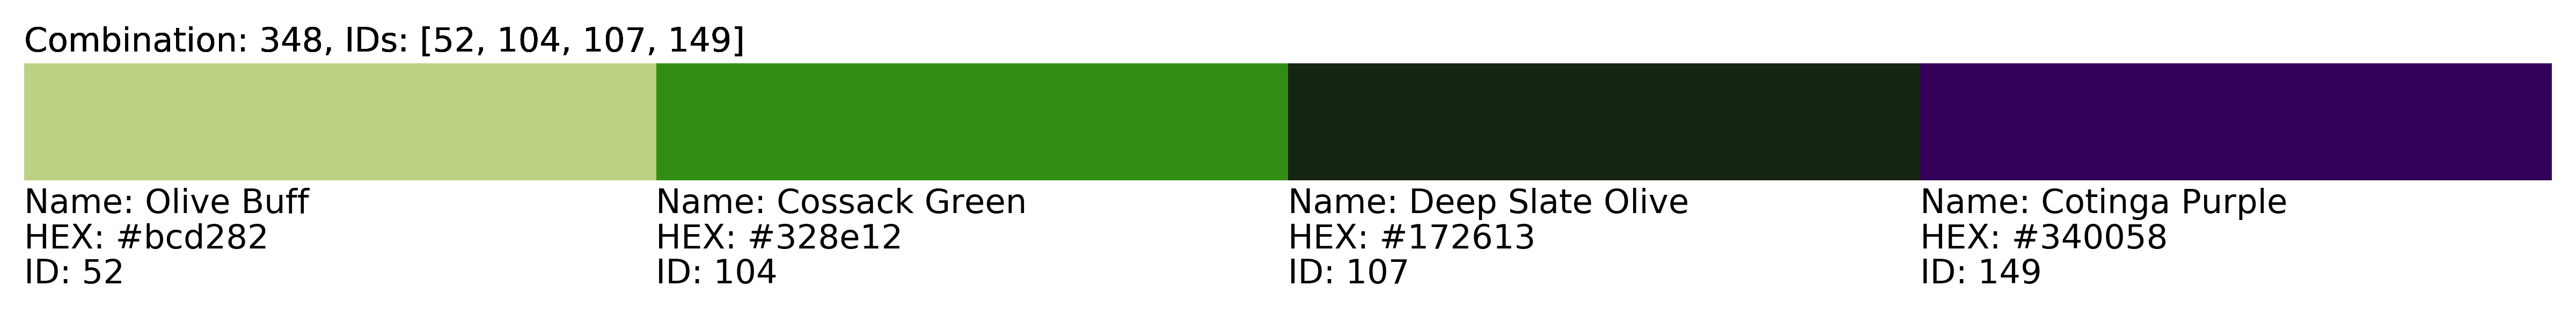 Combination: 348, IDs: [52, 104, 107, 149]
Name: Olive Buff
HEX: #bcd282
ID: 52
Name: Cossack Green
HEX: #328e12
ID: 104
Name: Deep Slate Olive
HEX: #172613
ID: 107
Name: Cotinga Purple
HEX: #340058
ID: 149